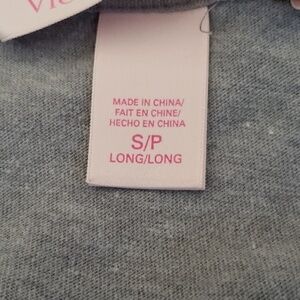 MADE IN CHINA/
FAIT EN CHINE/
HECHO EN CHINA
S/P
LONG/LONG